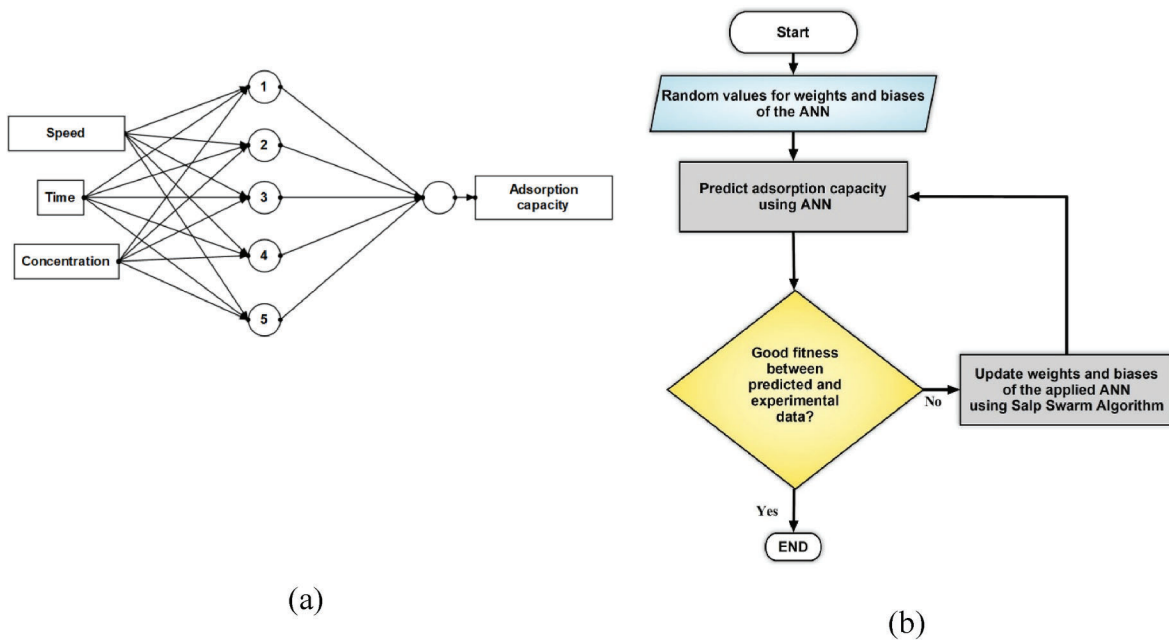 Speed
Time
Concentration
1
2
3
4
5
Adsorption
capacity
(a)
Start
Random values for weights and biases
of the ANN
Predict adsorption capacity
using ANN
Good fitness
between
predicted and
experimental
data?
No
Update weights and biases
of the applied ANN
using Salp Swarm Algorithm
Yes
END
(b)